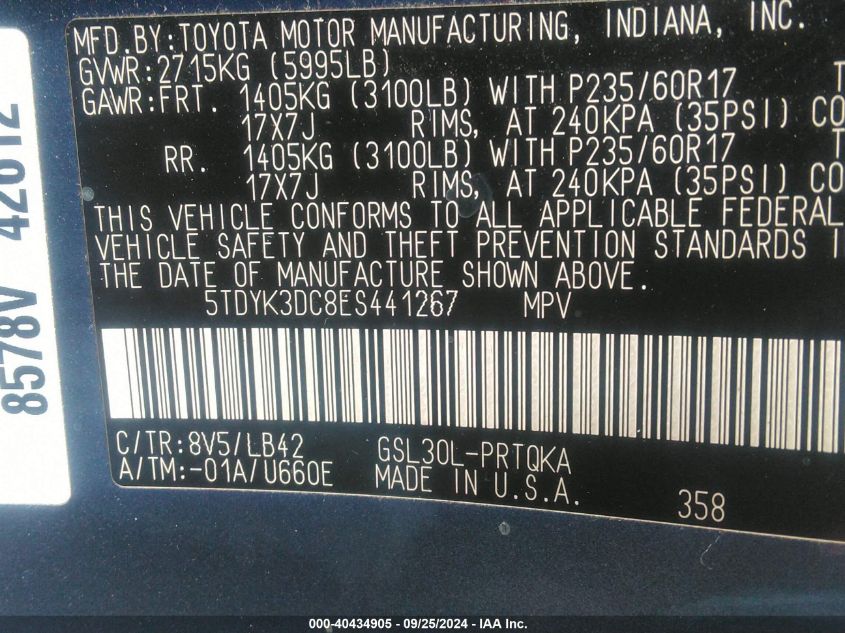 MFD.BY:TOYOTA MOTOR MANUFACTURING, INDIANA, INC.
GVWR:2715KG (5995LB)
GAWR:FRT. 1405KG (3100LB) WITH P235/60R17 T
17X7J RIMS, AT 240KPA (35PSI) CO
RR. 1405KG (3100LB) WITH P235/60R17 T
17X7J RIMS, AT 240KPA (35PSI) CO
THIS VEHICLE CONFORMS TO ALL APPLICABLE FEDERAL
VEHICLE SAFETY AND THEFT PREVENTION STANDARDS I
THE DATE OF MANUFACTURE SHOWN ABOVE.
5TDYK3DC8ES441267 MPV
C/TR:8V5/LB42 GSL30L-PRTQKA
A/TM:-01A/U660E MADE IN U.S.A.
358
8578V 42612
000-40434905 - 09/25/2024 - IAA Inc.